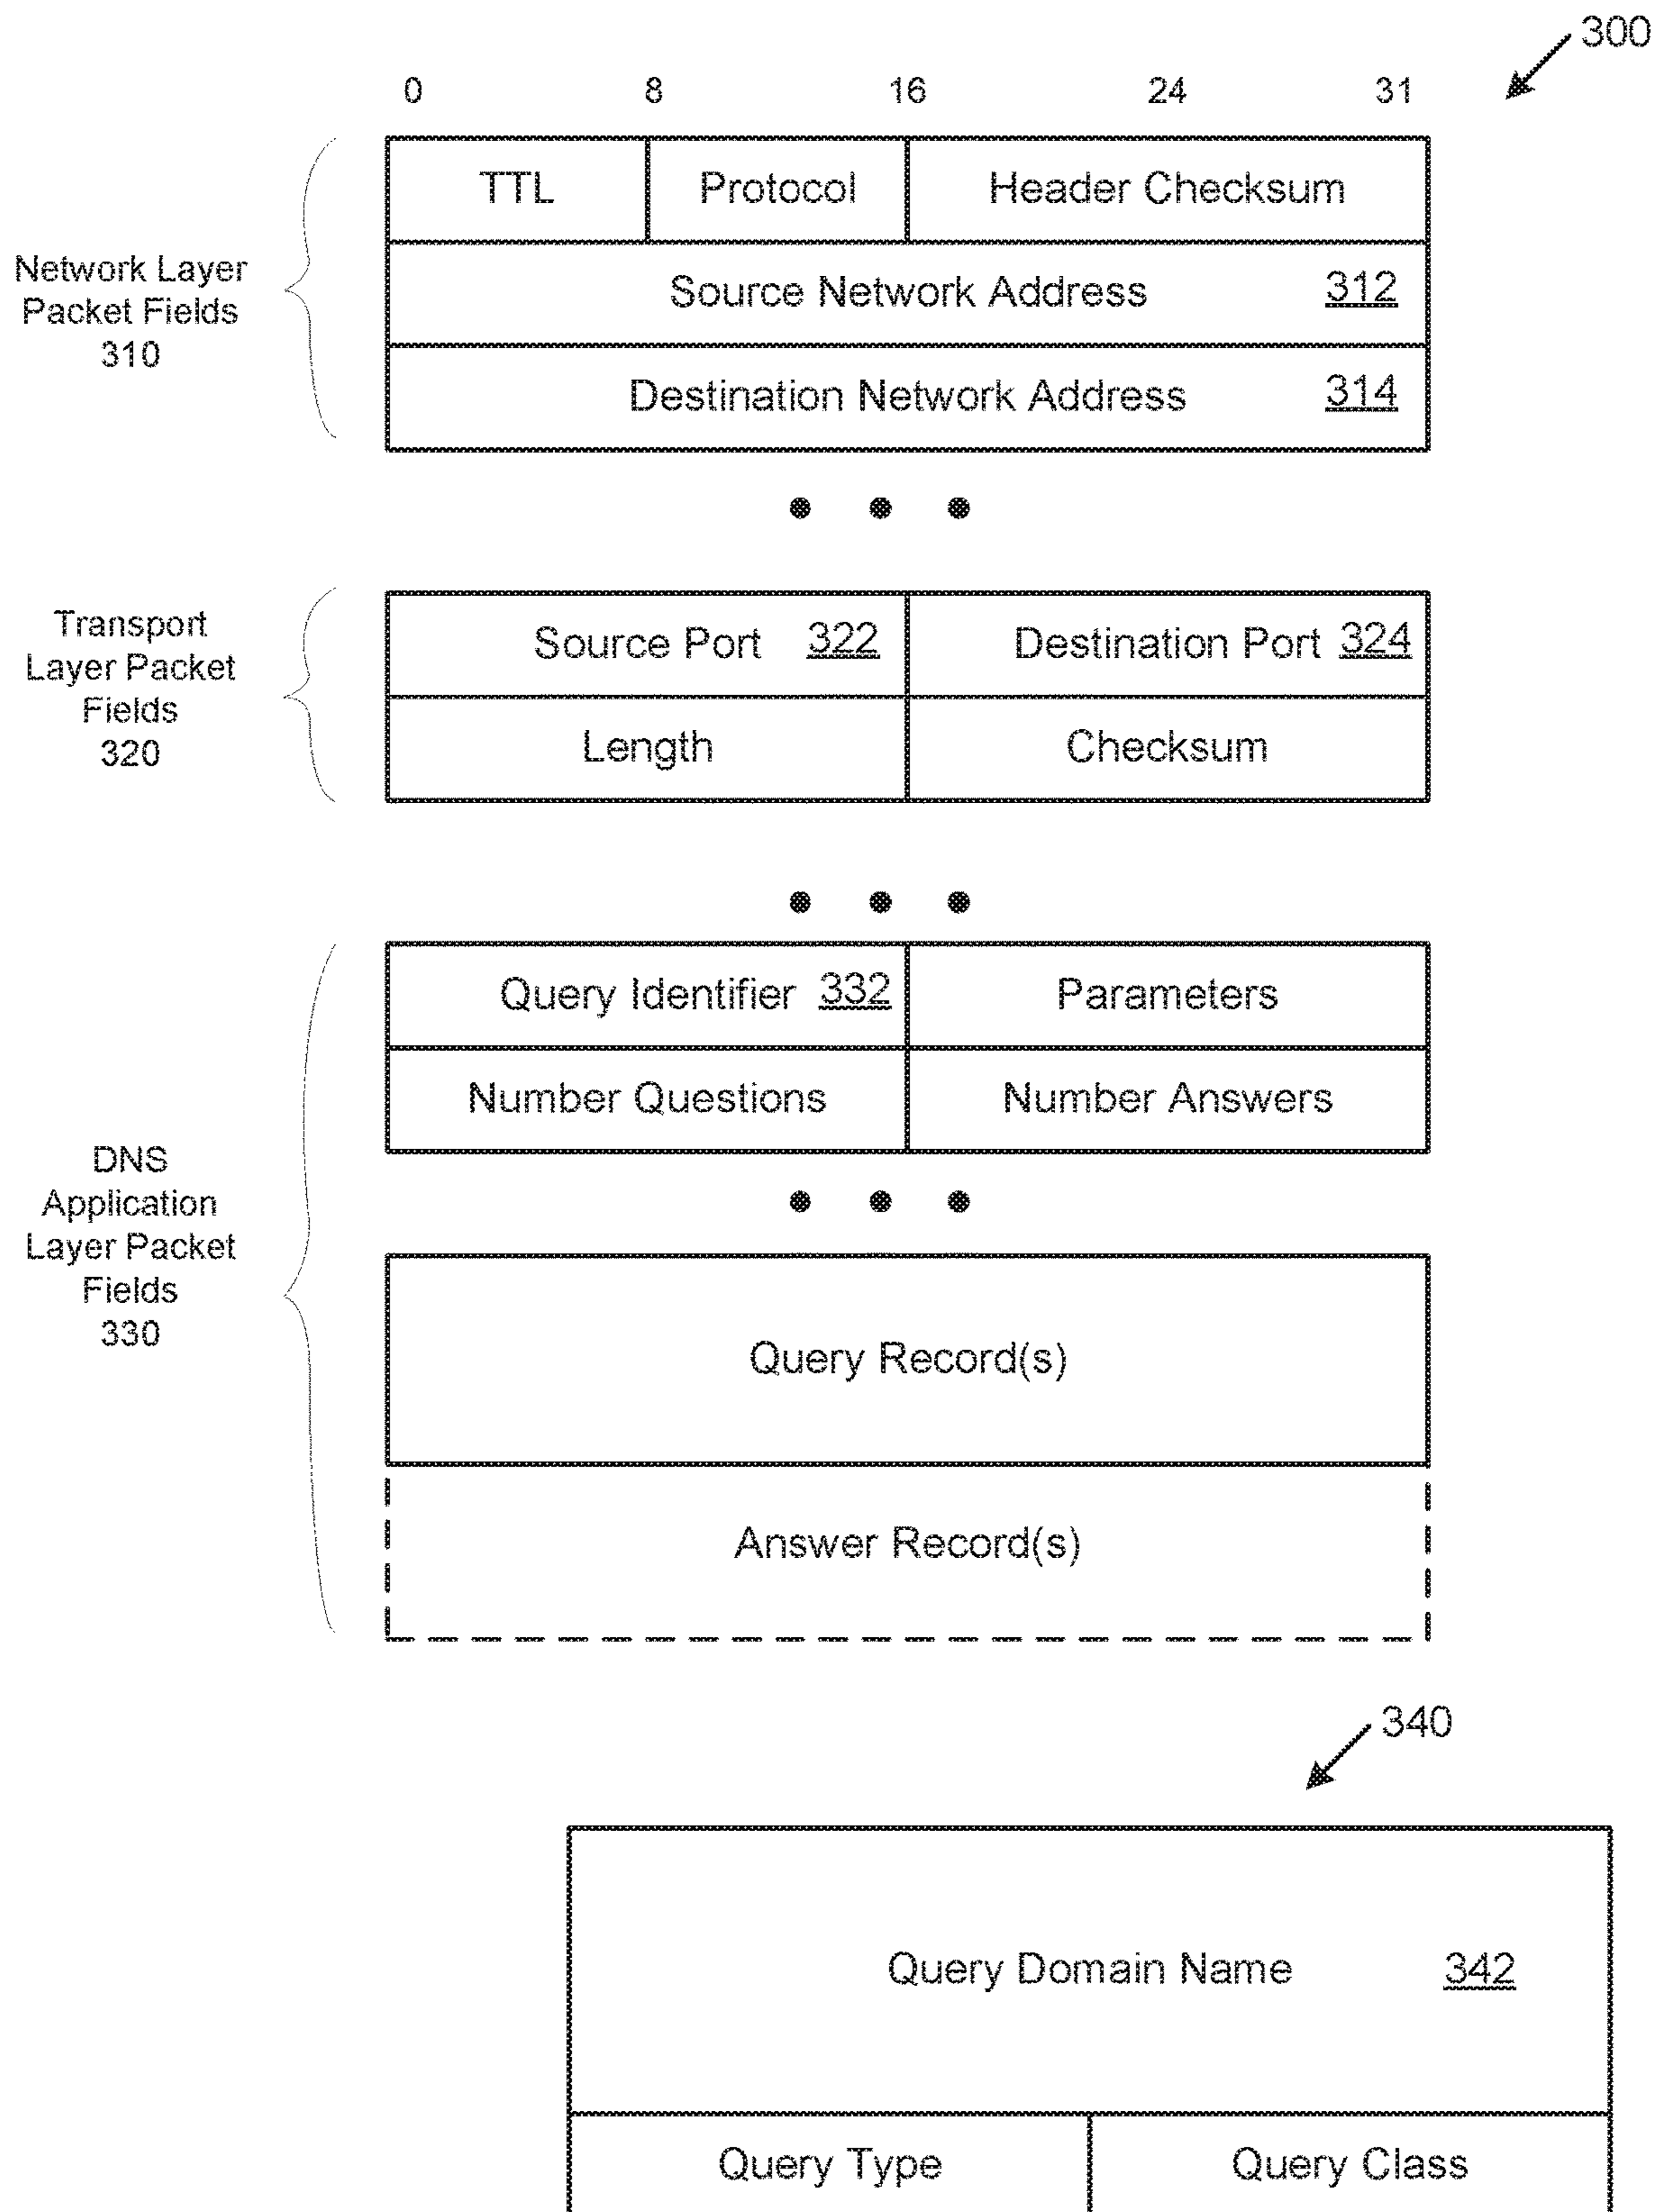 300
0 8 16 24 31
TTL Protocol Header Checksum
Network Layer
Packet Fields
310
Source Network Address 312
Destination Network Address 314
Transport
Layer Packet
Fields
320
Source Port 322 Destination Port 324
Length Checksum
DNS
Application
Layer Packet
Fields
330
Query Identifier 332 Parameters
Number Questions Number Answers
Query Record(s)
Answer Record(s)
340
Query Domain Name 342
Query Type Query Class